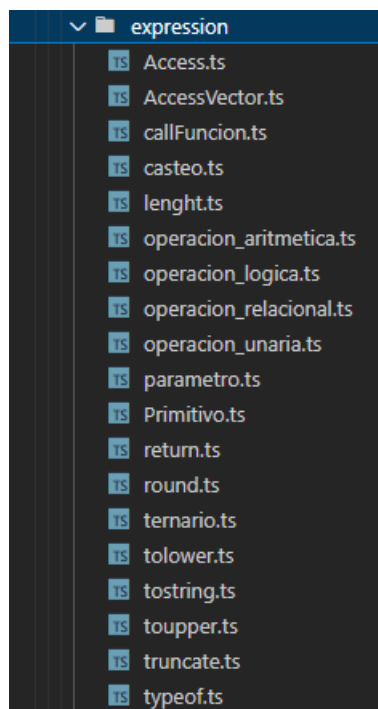 expression
TS Access.ts
TS AccessVector.ts
TS callFuncion.ts
TS casteo.ts
TS lenght.ts
TS operacion_aritmetica.ts
TS operacion_logica.ts
TS operacion_relacional.ts
TS operacion_unaria.ts
TS parametro.ts
TS Primitivo.ts
TS return.ts
TS round.ts
TS ternario.ts
TS tolower.ts
TS tostring.ts
TS toupper.ts
TS truncate.ts
TS typeof.ts